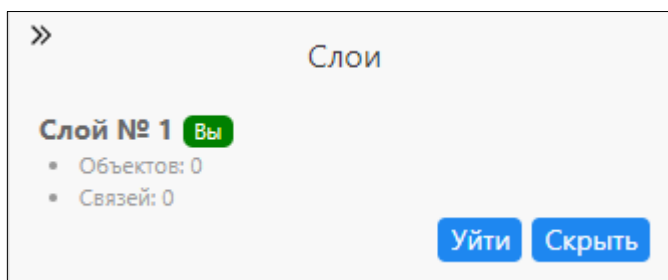 »
Слои
Слой № 1 Вы
• Объектов: 0
• Связей: 0
Уйти Скрыть